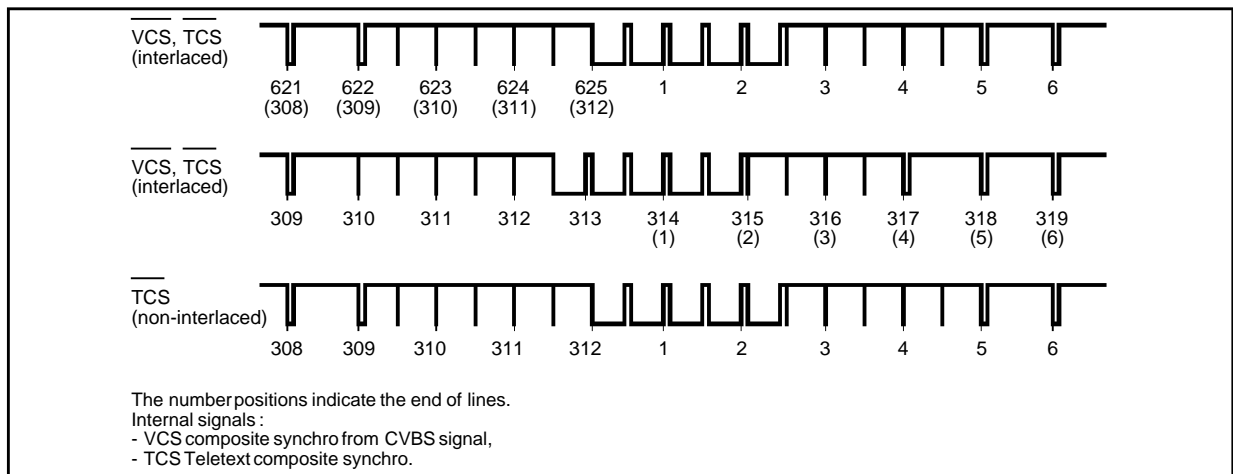 VCS, TCS
(interlaced)
621 622 623 624 625 1 2 3 4 5 6
(308) (309) (310) (311) (312)
VCS, TCS
(interlaced)
309 310 311 312 313 314 315 316 317 318 319
(1) (2) (3) (4) (5) (6)
TCS
(non-interlaced)
308 309 310 311 312 1 2 3 4 5 6
The number positions indicate the end of lines.
Internal signals :
- VCS composite synchro from CVBS signal,
- TCS Teletext composite synchro.